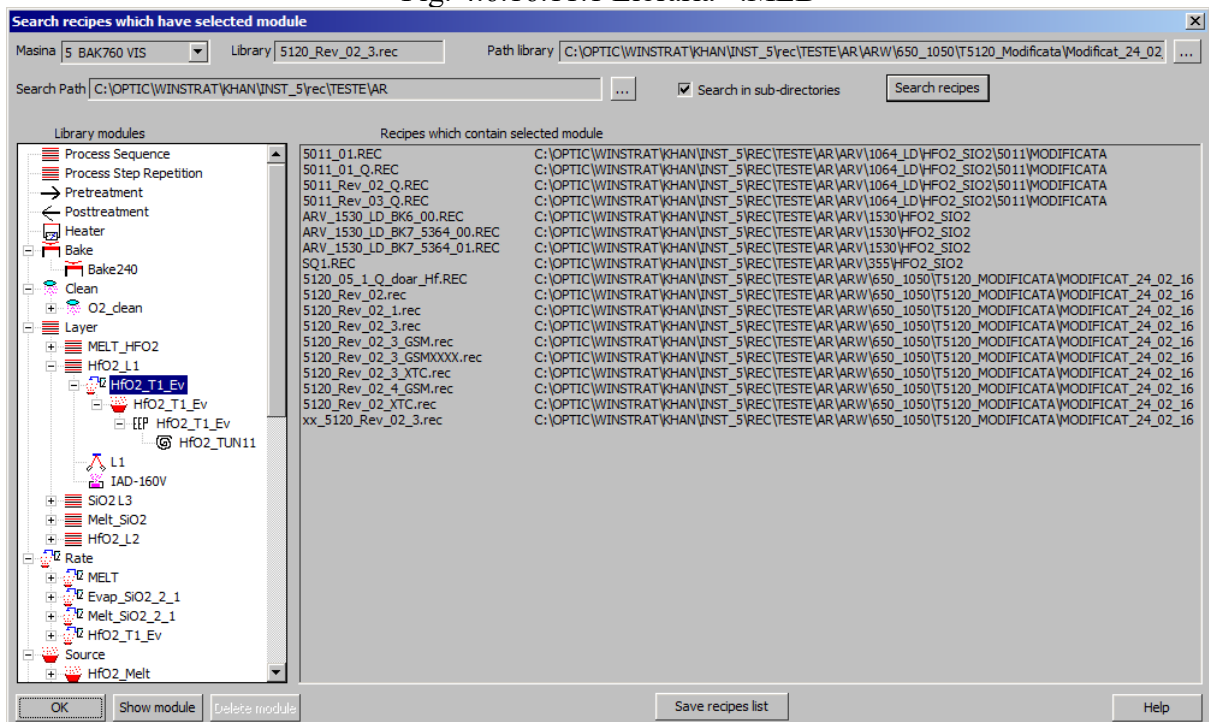 Search recipes which have selected module
Masina 5 BAK760 VIS Library 5120_Rev_02_3.rec Path library C:\OPTIC\WINSTRAT\KHAN\INST_5\rec\TESTE\AR\ARW\650_1050\T5120_Modificata\Modificat_24_02 ...
Search Path C:\OPTIC\WINSTRAT\KHAN\INST_5\rec\TESTE\AR ... Search in sub-directories Search recipes
Library modules Recipes which contain selected module
Process Sequence
Process Step Repetition
Pretreatment
Posttreatment
Heater
Bake
Bake240
Clean
O2_clean
Layer
MELT_HFO2
HfO2_L1
HfO2_T1_Ev
HfO2_T1_Ev
HfO2_T1_Ev
HfO2_TUN11
L1
IAD-160V
SiO2 L3
Melt_SiO2
HfO2_L2
Rate
MELT
Evap_SiO2_2_1
Melt_SiO2_2_1
HfO2_T1_Ev
Source
HfO2_Melt
5011_01.REC C:\OPTIC\WINSTRAT\KHAN\INST_5\REC\TESTE\AR\ARV\1064_LD\HFO2_SIO2\5011\MODIFICATA
5011_01_Q.REC C:\OPTIC\WINSTRAT\KHAN\INST_5\REC\TESTE\AR\ARV\1064_LD\HFO2_SIO2\5011\MODIFICATA
5011_Rev_02_Q.REC C:\OPTIC\WINSTRAT\KHAN\INST_5\REC\TESTE\AR\ARV\1064_LD\HFO2_SIO2\5011\MODIFICATA
5011_Rev_03_Q.REC C:\OPTIC\WINSTRAT\KHAN\INST_5\REC\TESTE\AR\ARV\1064_LD\HFO2_SIO2\5011\MODIFICATA
ARV_1530_LD_BK6_00.REC C:\OPTIC\WINSTRAT\KHAN\INST_5\REC\TESTE\AR\ARV\1530\HFO2_SIO2
ARV_1530_LD_BK7_5364_00.REC C:\OPTIC\WINSTRAT\KHAN\INST_5\REC\TESTE\AR\ARV\1530\HFO2_SIO2
ARV_1530_LD_BK7_5364_01.REC C:\OPTIC\WINSTRAT\KHAN\INST_5\REC\TESTE\AR\ARV\1530\HFO2_SIO2
SQ1.REC C:\OPTIC\WINSTRAT\KHAN\INST_5\REC\TESTE\AR\ARV\355\HFO2_SIO2
5120_05_1_Q_doar_Hf.REC C:\OPTIC\WINSTRAT\KHAN\INST_5\REC\TESTE\AR\ARW\650_1050\T5120_MODIFICATA\MODIFICAT_24_02_16
5120_Rev_02.rec C:\OPTIC\WINSTRAT\KHAN\INST_5\REC\TESTE\AR\ARW\650_1050\T5120_MODIFICATA\MODIFICAT_24_02_16
5120_Rev_02_1.rec C:\OPTIC\WINSTRAT\KHAN\INST_5\REC\TESTE\AR\ARW\650_1050\T5120_MODIFICATA\MODIFICAT_24_02_16
5120_Rev_02_3.rec C:\OPTIC\WINSTRAT\KHAN\INST_5\REC\TESTE\AR\ARW\650_1050\T5120_MODIFICATA\MODIFICAT_24_02_16
5120_Rev_02_3_GSM.rec C:\OPTIC\WINSTRAT\KHAN\INST_5\REC\TESTE\AR\ARW\650_1050\T5120_MODIFICATA\MODIFICAT_24_02_16
5120_Rev_02_3_GSMXXXX.rec C:\OPTIC\WINSTRAT\KHAN\INST_5\REC\TESTE\AR\ARW\650_1050\T5120_MODIFICATA\MODIFICAT_24_02_16
5120_Rev_02_3_XTC.rec C:\OPTIC\WINSTRAT\KHAN\INST_5\REC\TESTE\AR\ARW\650_1050\T5120_MODIFICATA\MODIFICAT_24_02_16
5120_Rev_02_4_GSM.rec C:\OPTIC\WINSTRAT\KHAN\INST_5\REC\TESTE\AR\ARW\650_1050\T5120_MODIFICATA\MODIFICAT_24_02_16
5120_Rev_02_XTC.rec C:\OPTIC\WINSTRAT\KHAN\INST_5\REC\TESTE\AR\ARW\650_1050\T5120_MODIFICATA\MODIFICAT_24_02_16
xx_5120_Rev_02_3.rec C:\OPTIC\WINSTRAT\KHAN\INST_5\REC\TESTE\AR\ARW\650_1050\T5120_MODIFICATA\MODIFICAT_24_02_16
OK Show module Delete module Save recipes list Help